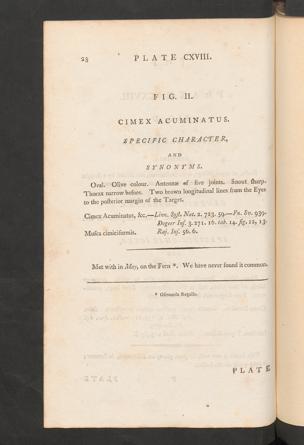 28
PLATE CXVIII.
FIG. II.
CIMEX ACUMINATUS.
SPECIFIC CHARACTER,
AND
SYNONYMS.
Oval. Olive colour. Antennæ of five joints. Snout sharp.
Thorax narrow before. Two brown longitudinal lines from the Eyes
to the posterior margin of the Target.
Cimex Acuminatus, &c.—Linn. Syst. Nat. 2. 723. 59.—Fn. Sv. 939.
Degeer Inf. 3. 271. 16. tab. 14. fig. 12, 13.
Musca cimiciformis. Raj. Inf. 56. 6.
Met with in May, on the Fern *. We have never found it common.
* Osmunda Regalis.
PLATE